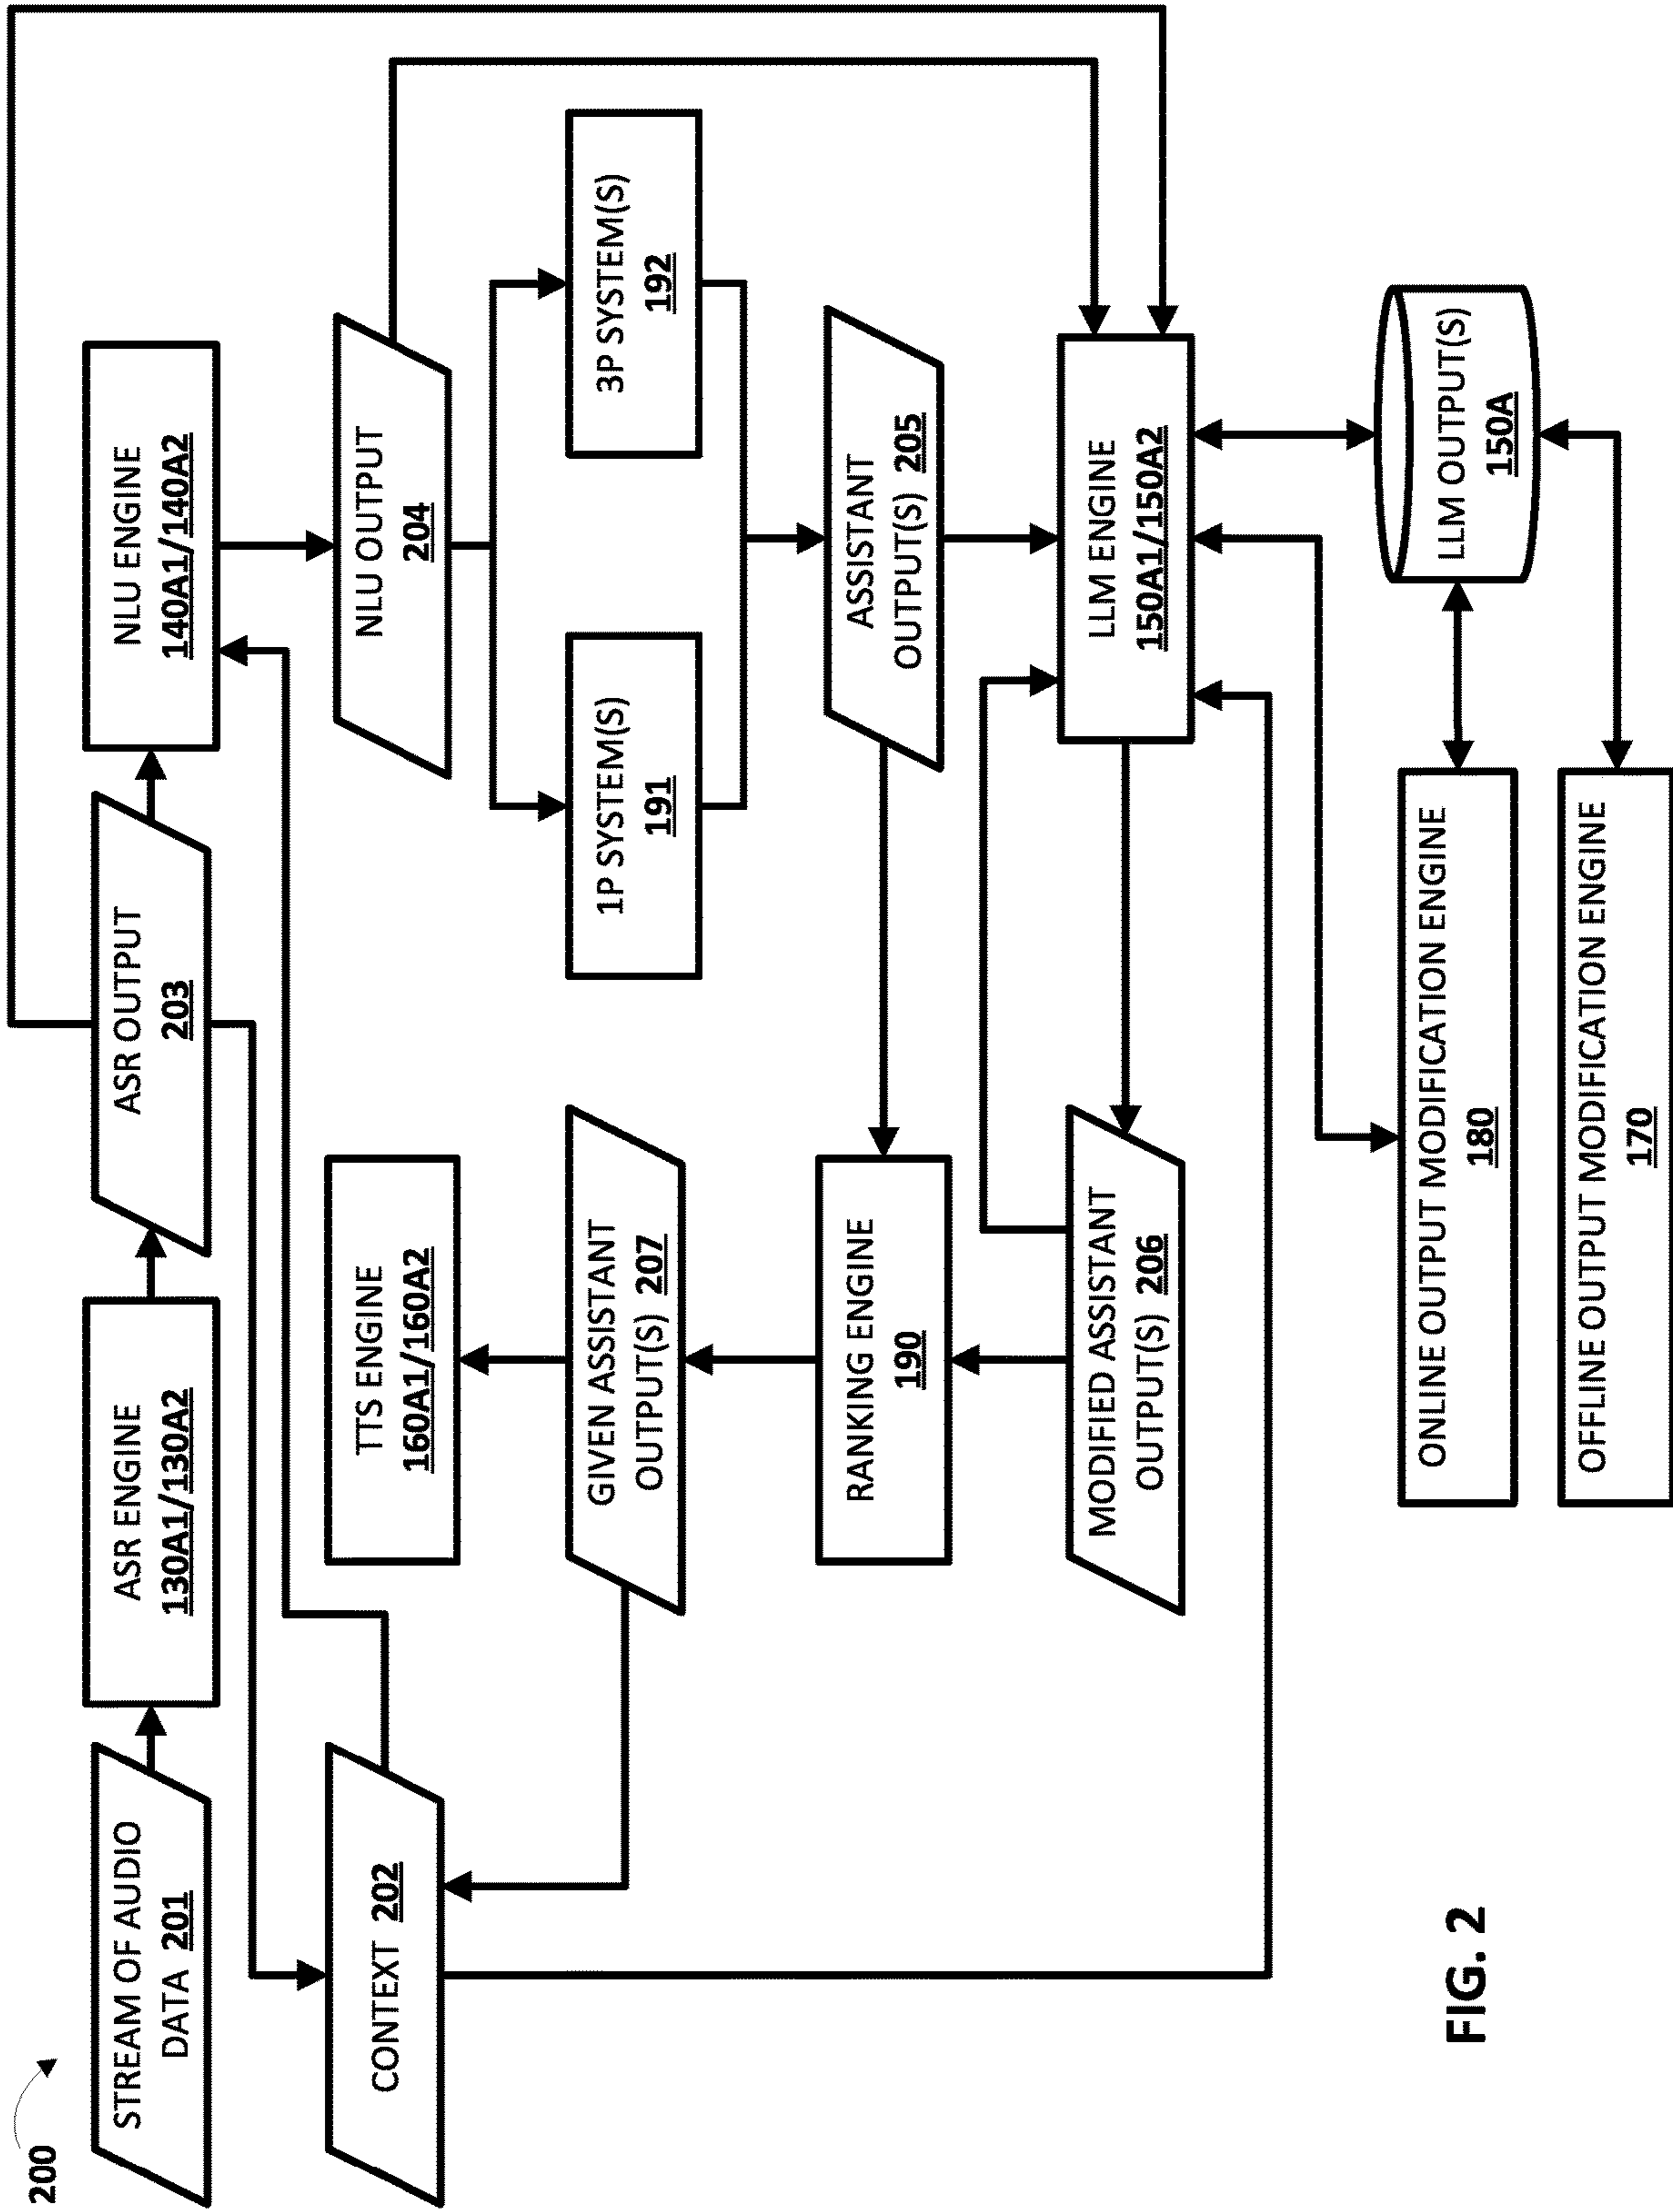 200
STREAM OF AUDIO
DATA 201
ASR ENGINE
130A1/130A2
ASR OUTPUT
203
NLU ENGINE
140A1/140A2
CONTEXT 202
TTS ENGINE
160A1/160A2
NLU OUTPUT
204
GIVEN ASSISTANT
OUTPUT(S) 207
1P SYSTEM(S)
191
3P SYSTEM(S)
192
RANKING ENGINE
190
ASSISTANT
OUTPUT(S) 205
MODIFIED ASSISTANT
OUTPUT(S) 206
LLM ENGINE
150A1/150A2
ONLINE OUTPUT MODIFICATION ENGINE
180
LLM OUTPUT(S)
150A
OFFLINE OUTPUT MODIFICATION ENGINE
170
FIG. 2